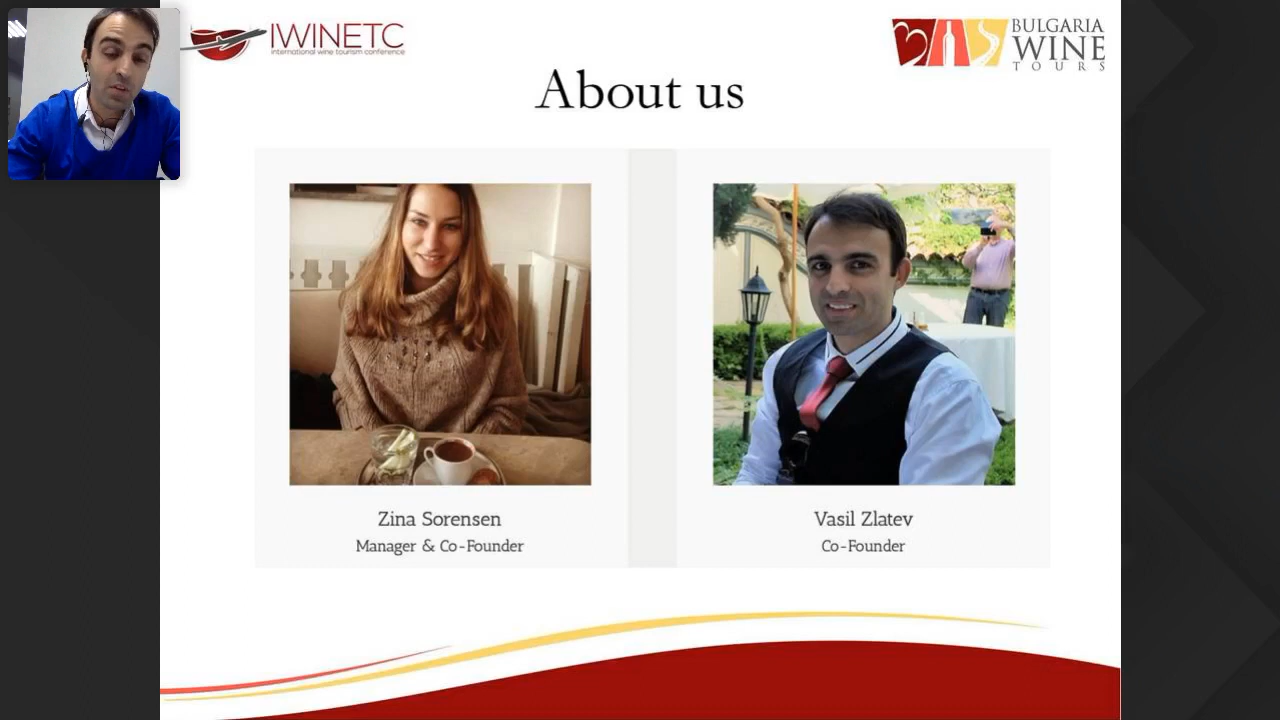 IWINETC
international wine tourism conference
BULGARIA
WINE
TOURS
About us
Zina Sorensen
Manager & Co-Founder
Vasil Zlatev
Co-Founder